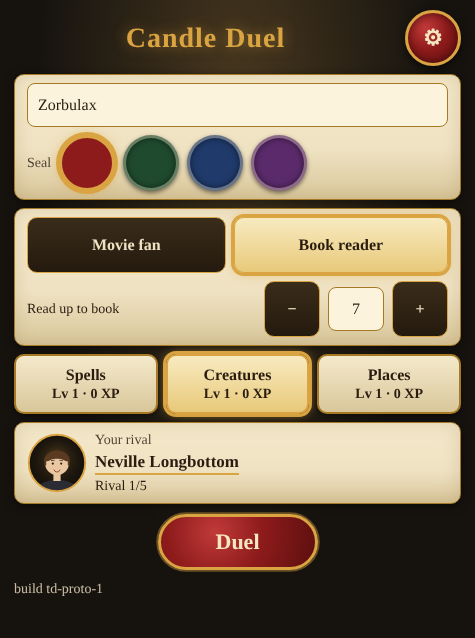 Candle Duel
Zorbulax
Seal
Movie fan
Book reader
Read up to book
− 7 +
Spells
Lv 1 · 0 XP
Creatures
Lv 1 · 0 XP
Places
Lv 1 · 0 XP
Your rival
Neville Longbottom
Rival 1/5
Duel
build td-proto-1